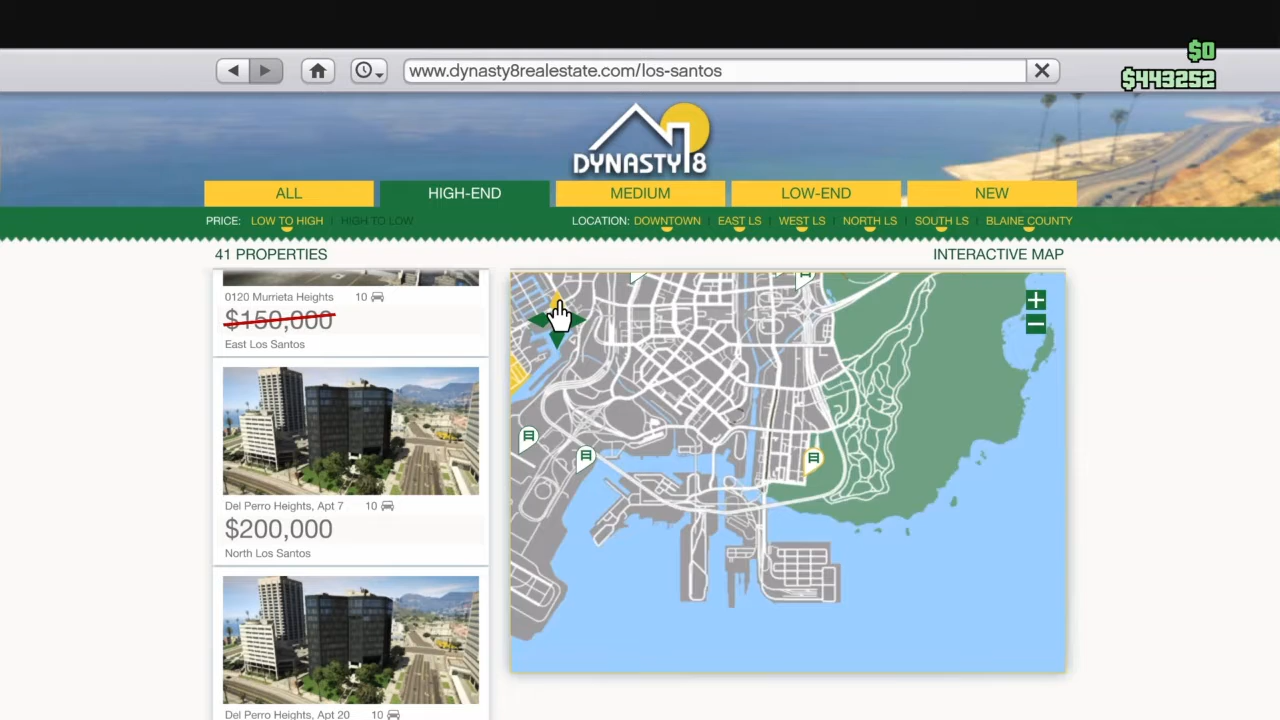 $0
www.dynasty8realestate.com/los-santos
$443252
DYNASTY 8
ALL
HIGH-END
MEDIUM
LOW-END
NEW
PRICE: LOW TO HIGH | HIGH TO LOW
LOCATION: DOWNTOWN | EAST LS | WEST LS | NORTH LS | SOUTH LS | BLAINE COUNTY
41 PROPERTIES
INTERACTIVE MAP
0120 Murrieta Heights 10
$150,000
East Los Santos
Del Perro Heights, Apt 7 10
$200,000
North Los Santos
Del Perro Heights, Apt 20 10